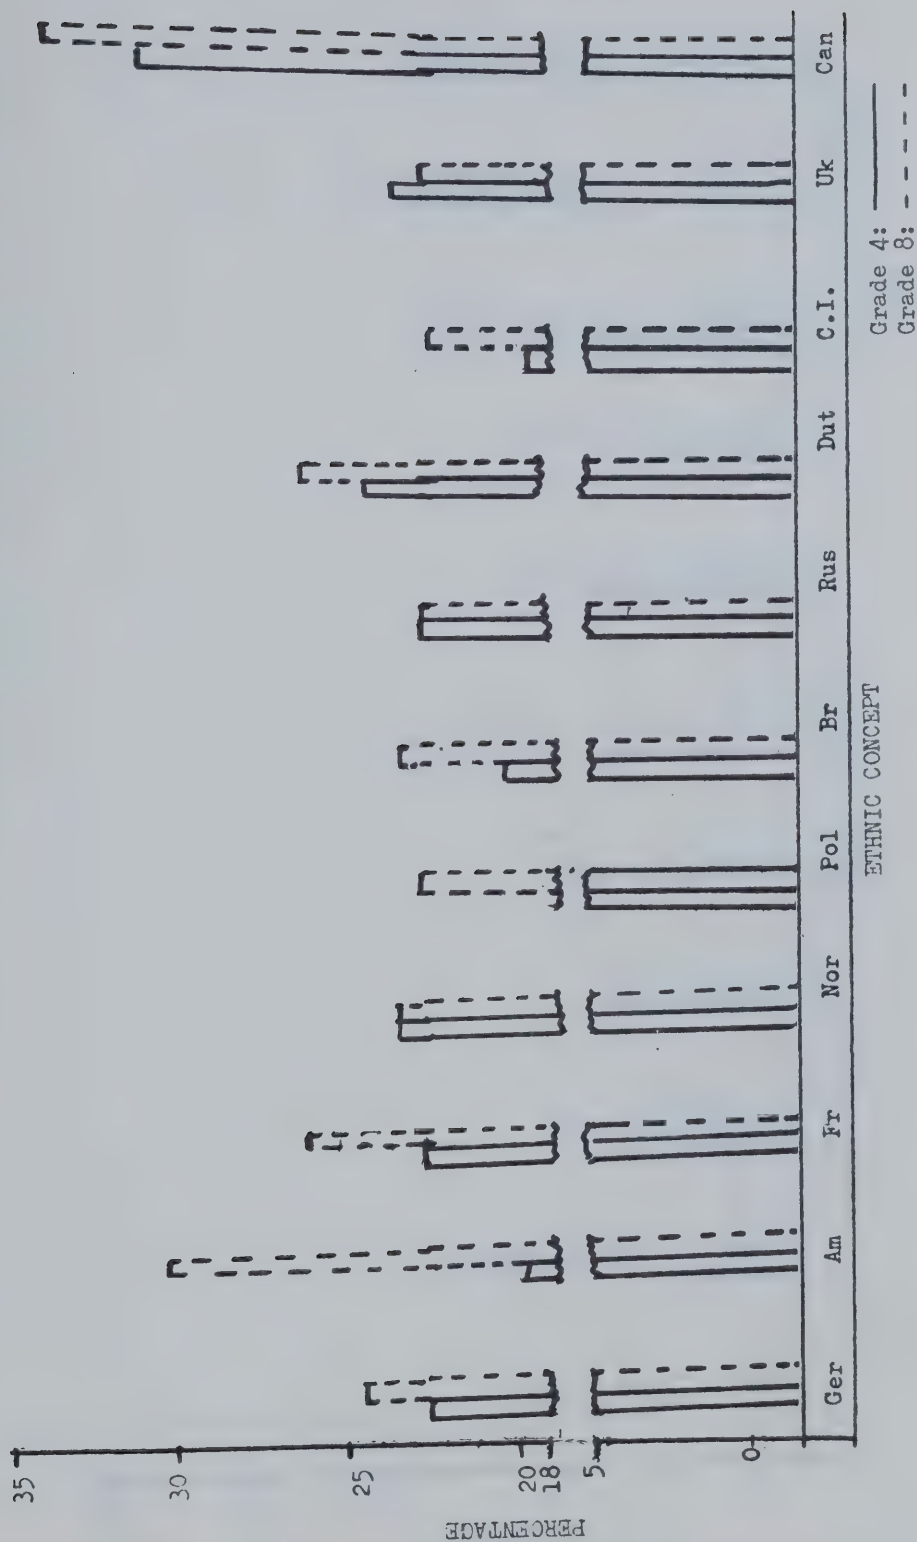 PERCENTAGE
35
30
25
20
18
5
0
Ger Am Fr Nor Pol Br Rus Dut C.I. Uk Can
ETHNIC CONCEPT
Grade 4:
Grade 8: